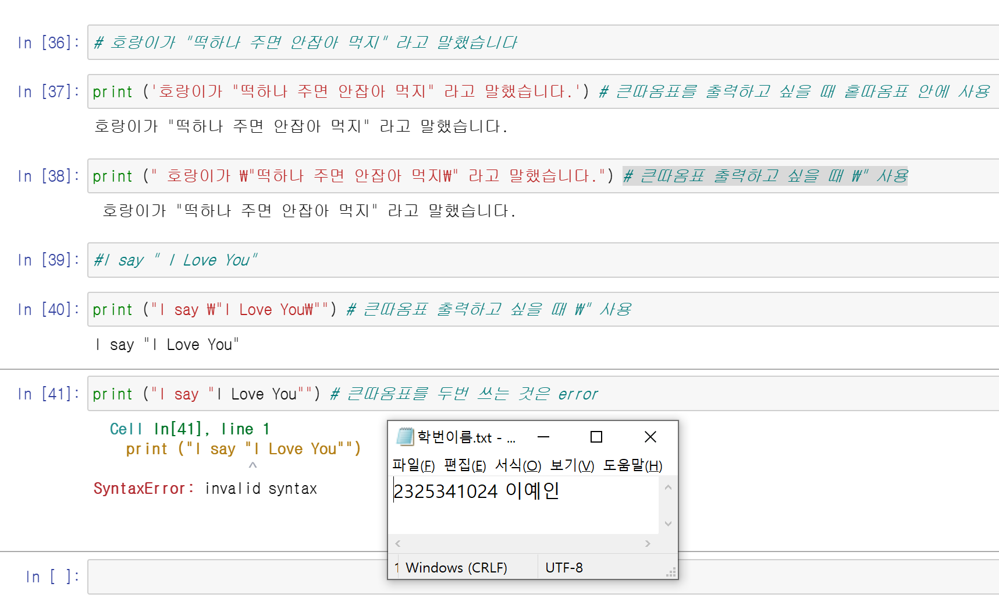 In [36]: # 호랑이가 "떡하나 주면 안잡아 먹지" 라고 말했습니다
In [37]: print ('호랑이가 "떡하나 주면 안잡아 먹지" 라고 말했습니다.') # 큰따옴표를 출력하고 싶을 때 홑따옴표 안에 사용
호랑이가 "떡하나 주면 안잡아 먹지" 라고 말했습니다.
In [38]: print (" 호랑이가 ₩"떡하나 주면 안잡아 먹지₩" 라고 말했습니다.") # 큰따옴표 출력하고 싶을 때 ₩" 사용
호랑이가 "떡하나 주면 안잡아 먹지" 라고 말했습니다.
In [39]: #I say " I Love You"
In [40]: print ("I say ₩"I Love You₩"") # 큰따옴표 출력하고 싶을 때 ₩" 사용
I say "I Love You"
In [41]: print ("I say "I Love You"") # 큰따옴표를 두번 쓰는 것은 error
Cell In[41], line 1
print ("I say "I Love You"")
^
SyntaxError: invalid syntax
학번이름.txt - ...
파일(F) 편집(E) 서식(O) 보기(V) 도움말(H)
2325341024 이예인
1 Windows (CRLF) UTF-8
In [ ]: